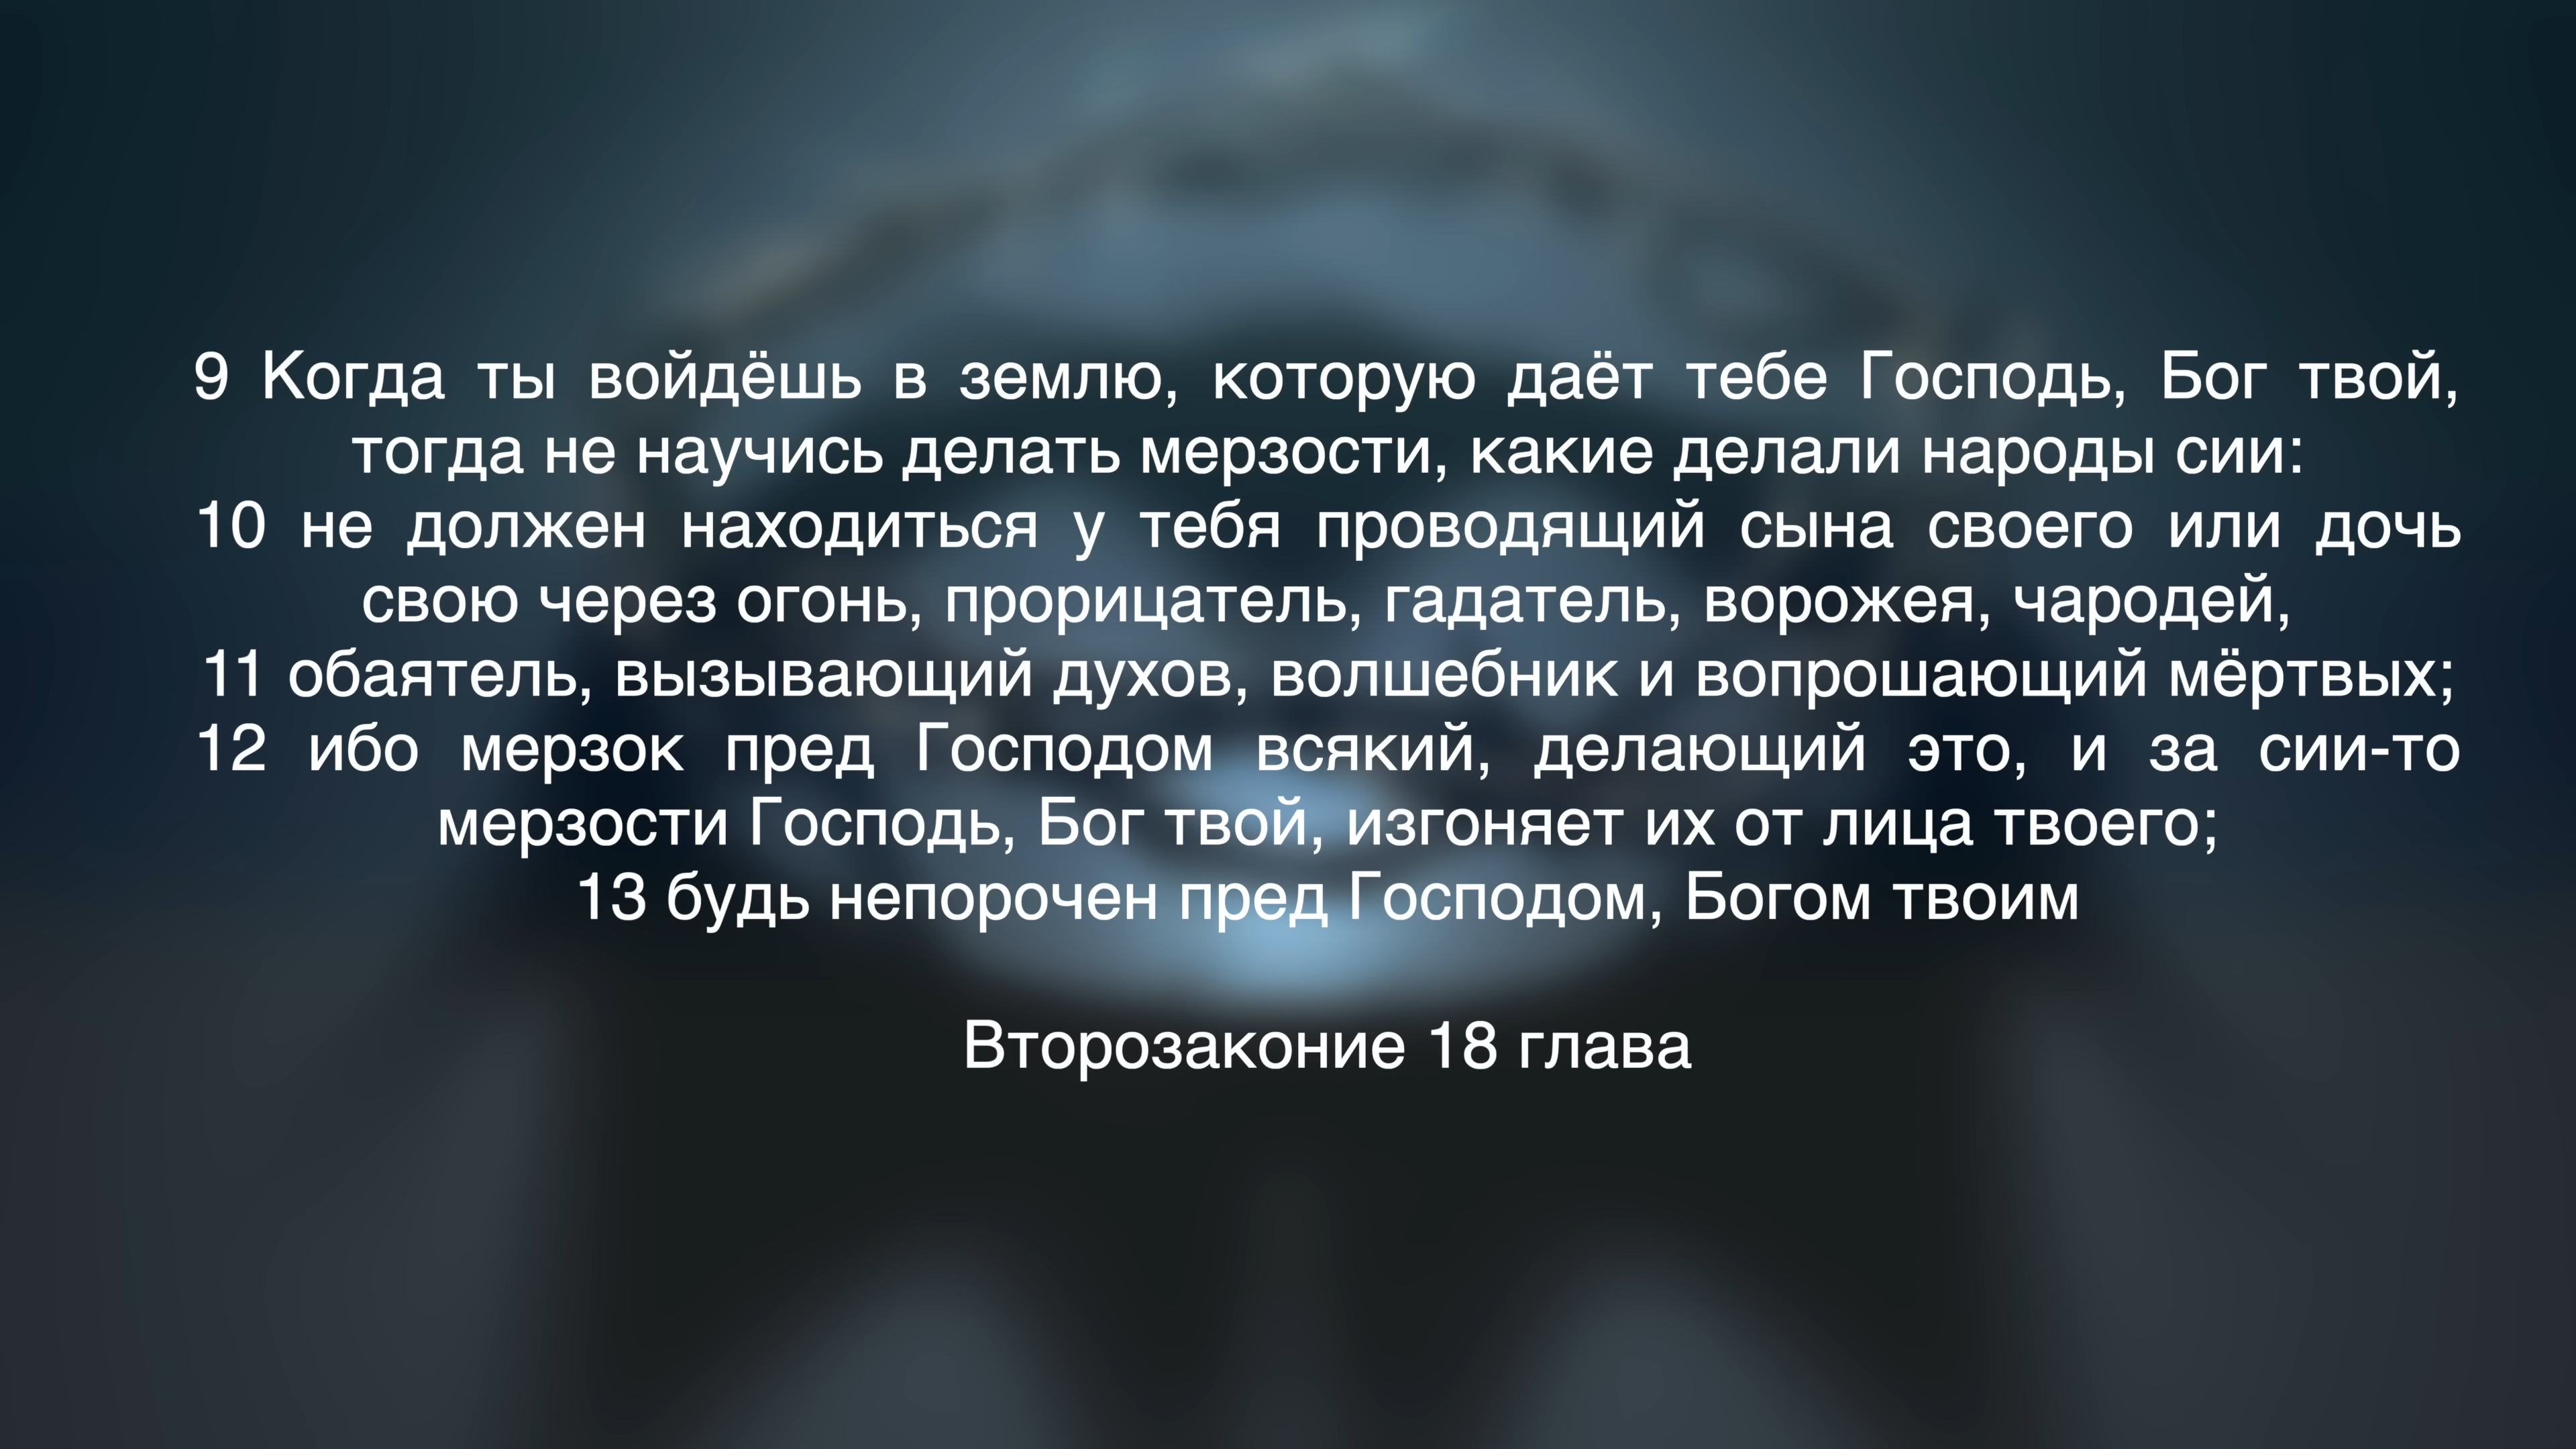 9 Когда ты войдёшь в землю, которую даёт тебе Господь, Бог твой,
тогда не научись делать мерзости, какие делали народы сии:
10 не должен находиться у тебя проводящий сына своего или дочь
свою через огонь, прорицатель, гадатель, ворожея, чародей,
11 обаятель, вызывающий духов, волшебник и вопрошающий мёртвых;
12 ибо мерзок пред Господом всякий, делающий это, и за сии-то
мерзости Господь, Бог твой, изгоняет их от лица твоего;
13 будь непорочен пред Господом, Богом твоим
Второзаконие 18 глава